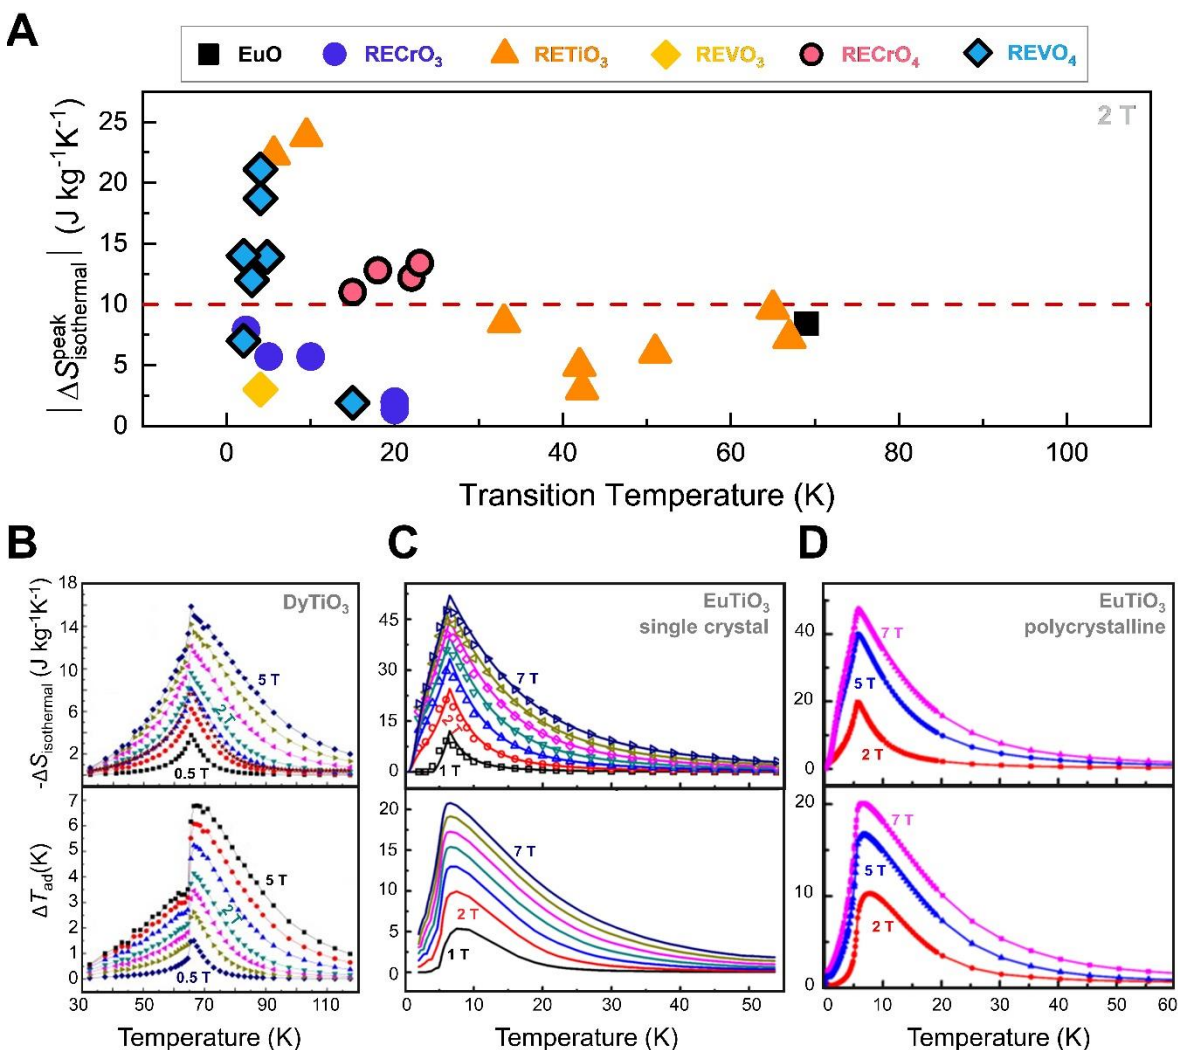 A
EuO RECrO₃ RETiO₃ REVO₃ RECrO₄ REVO₄
2 T
|ΔS^peak_isothermal| (J kg⁻¹K⁻¹)
25
20
15
10
5
0
0 20 40 60 80 100
Transition Temperature (K)
B
DyTiO₃
-ΔS_isothermal (J kg⁻¹K⁻¹)
18
14
10
6
2
5 T
2 T
0.5 T
ΔT_ad(K)
7
6
5
4
3
2
1
0
5 T
2 T
0.5 T
30 50 70 90 110
Temperature (K)
C
EuTiO₃
single crystal
45
30
15
0
7 T
2 T
1 T
20
15
10
5
0
7 T
2 T
1 T
0 10 20 30 40 50
Temperature (K)
D
EuTiO₃
polycrystalline
40
20
0
7 T
5 T
2 T
20
10
0
7 T
5 T
2 T
0 10 20 30 40 50 60
Temperature (K)